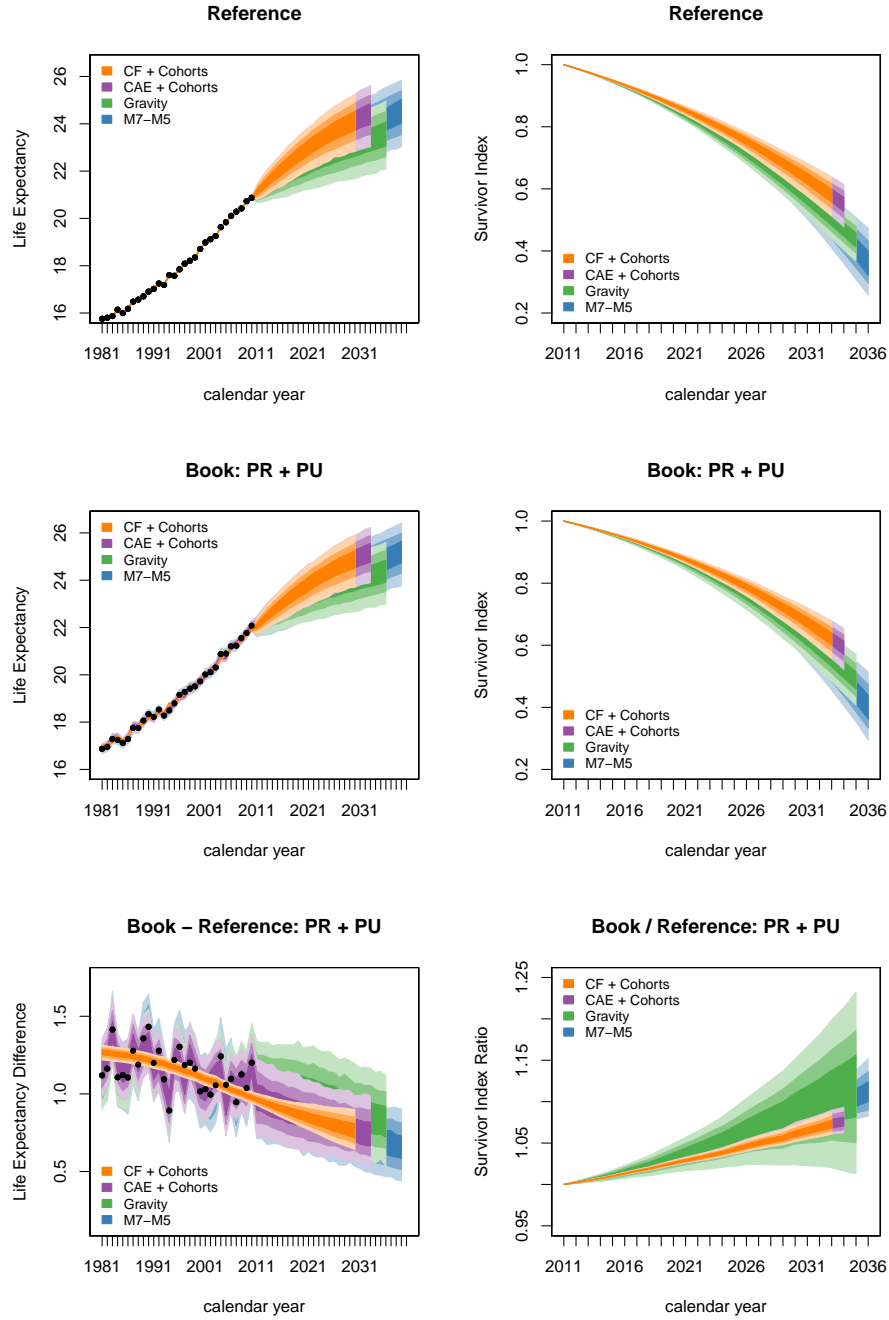 Reference
Life Expectancy
26
24
22
20
18
16
CF + Cohorts
CAE + Cohorts
Gravity
M7−M5
1981 1991 2001 2011 2021 2031
calendar year
Reference
Survivor Index
1.0
0.8
0.6
0.4
0.2
CF + Cohorts
CAE + Cohorts
Gravity
M7−M5
2011 2016 2021 2026 2031 2036
calendar year
Book: PR + PU
Life Expectancy
26
24
22
20
18
16
CF + Cohorts
CAE + Cohorts
Gravity
M7−M5
1981 1991 2001 2011 2021 2031
calendar year
Book: PR + PU
Survivor Index
1.0
0.8
0.6
0.4
0.2
CF + Cohorts
CAE + Cohorts
Gravity
M7−M5
2011 2016 2021 2026 2031 2036
calendar year
Book − Reference: PR + PU
Life Expectancy Difference
1.5
1.0
0.5
CF + Cohorts
CAE + Cohorts
Gravity
M7−M5
1981 1991 2001 2011 2021 2031
calendar year
Book / Reference: PR + PU
Survivor Index Ratio
1.25
1.15
1.05
0.95
CF + Cohorts
CAE + Cohorts
Gravity
M7−M5
2011 2016 2021 2026 2031 2036
calendar year